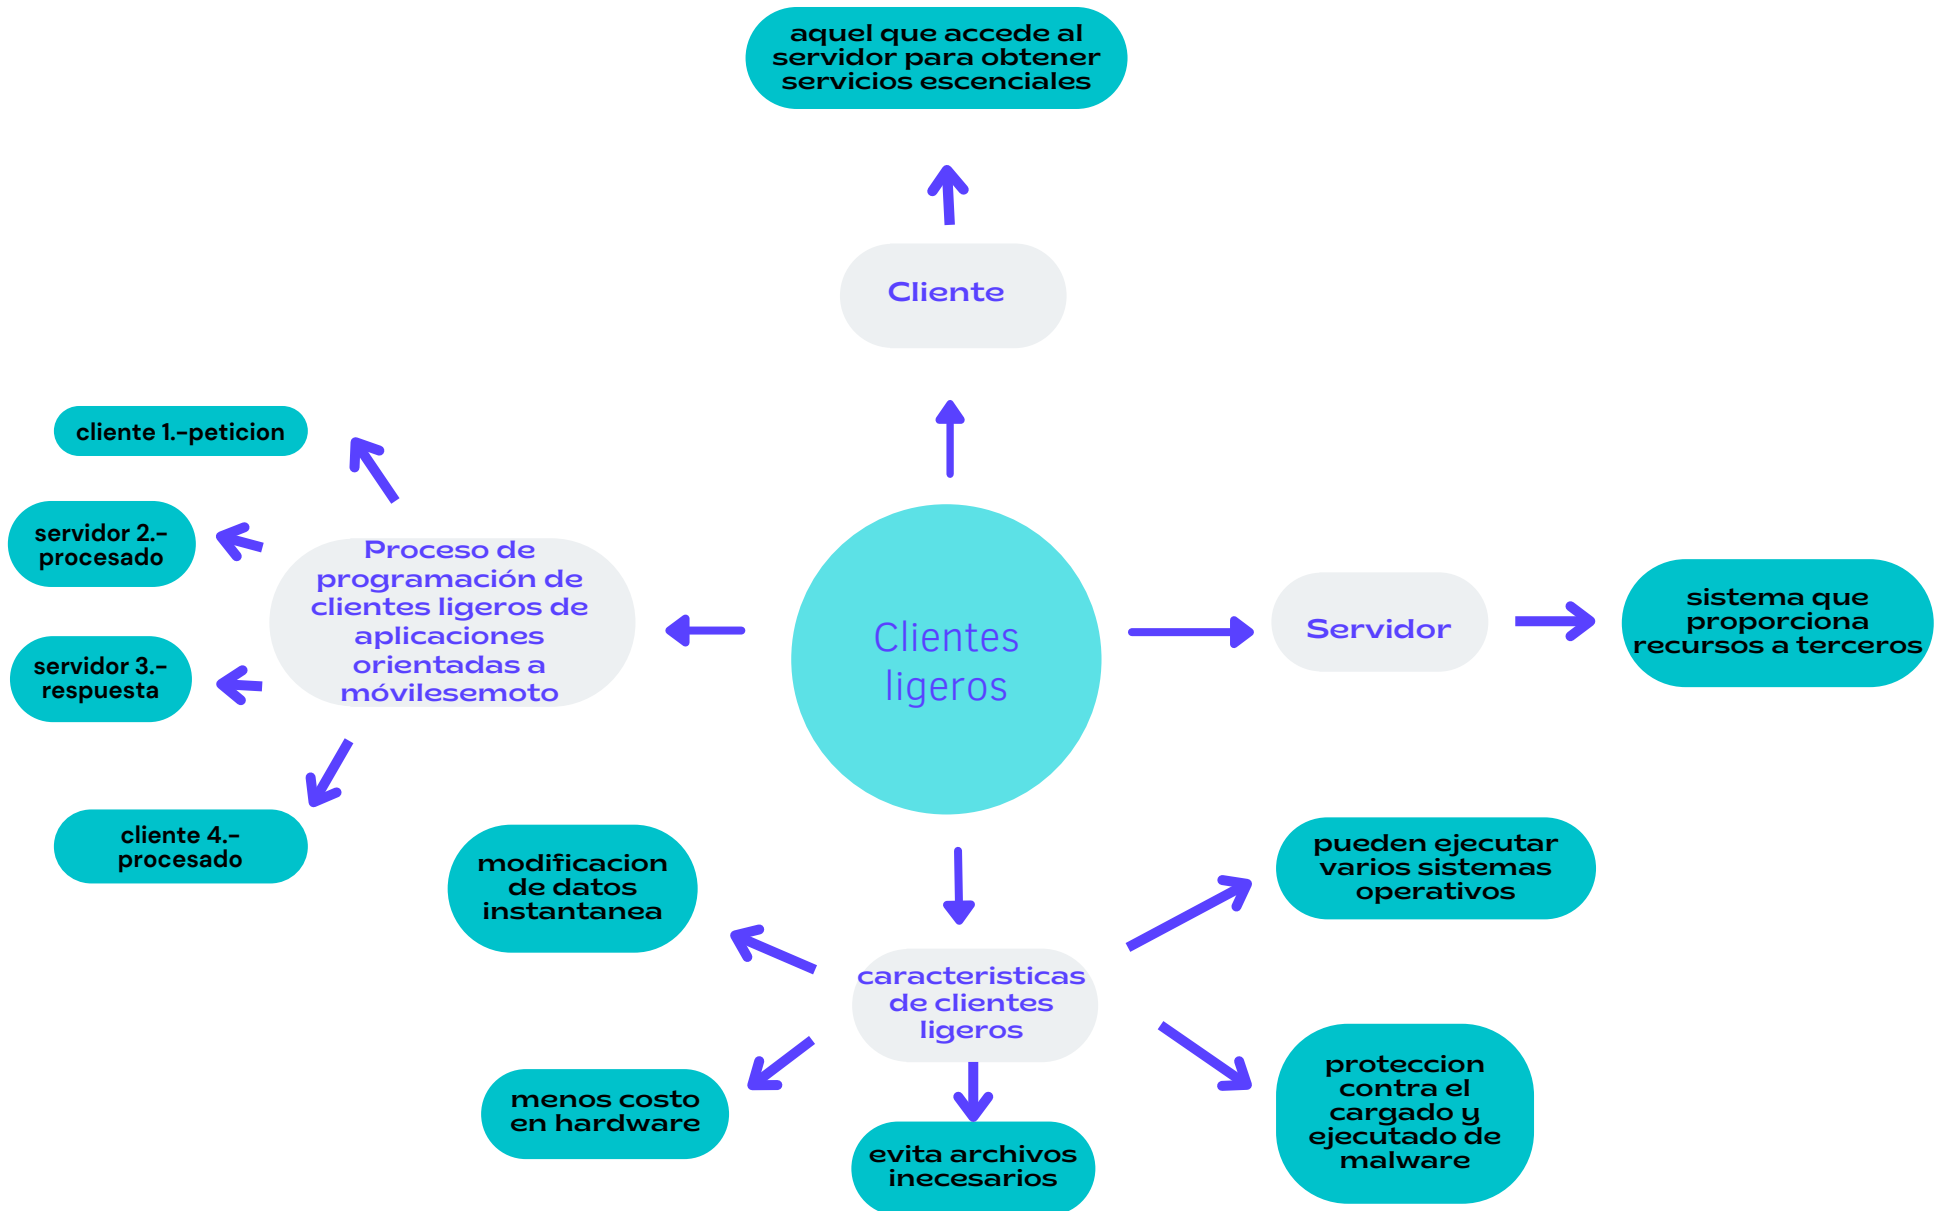 aquel que accede al
servidor para obtener
servicios escenciales
Cliente
cliente 1.-peticion
servidor 2.-
procesado
servidor 3.-
respuesta
cliente 4.-
procesado
Proceso de
programación de
clientes ligeros de
aplicaciones
orientadas a
móvilesemoto
Clientes
ligeros
Servidor
sistema que
proporciona
recursos a terceros
modificacion
de datos
instantanea
caracteristicas
de clientes
ligeros
pueden ejecutar
varios sistemas
operativos
menos costo
en hardware
evita archivos
inecesarios
proteccion
contra el
cargado y
ejecutado de
malware